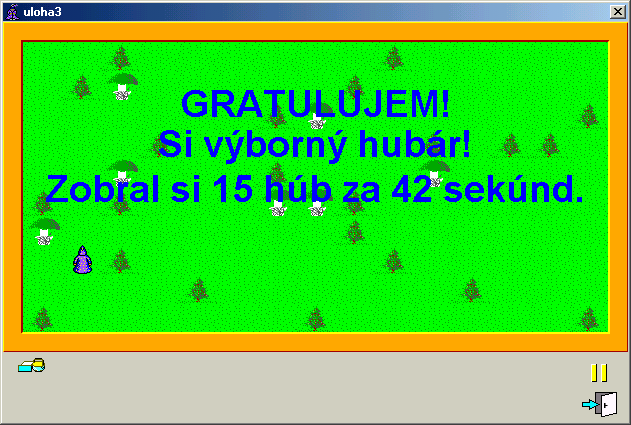 uloha3
GRATULUJEM!
Si výborný hubár!
Zobral si 15 húb za 42 sekúnd.